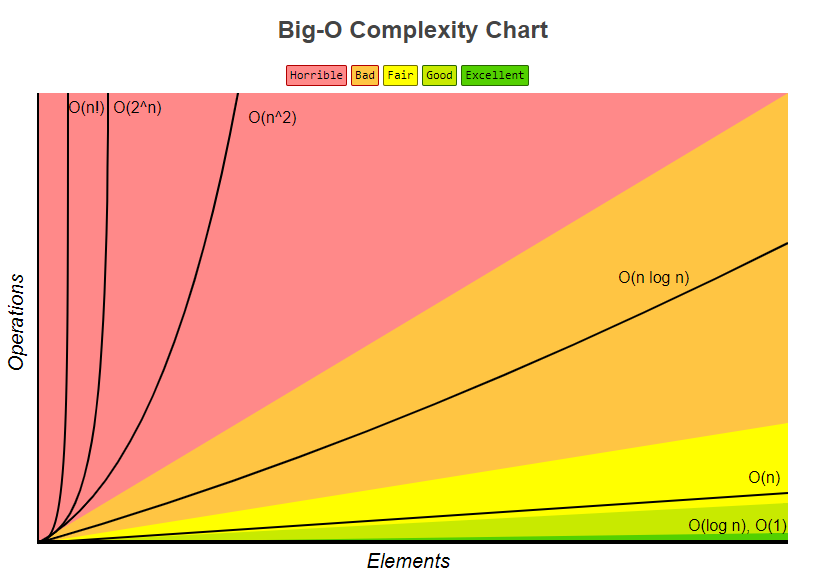 Big-O Complexity Chart
Horrible Bad Fair Good Excellent
O(n!) O(2^n)
O(n^2)
O(n log n)
O(n)
O(log n), O(1)
Operations
Elements